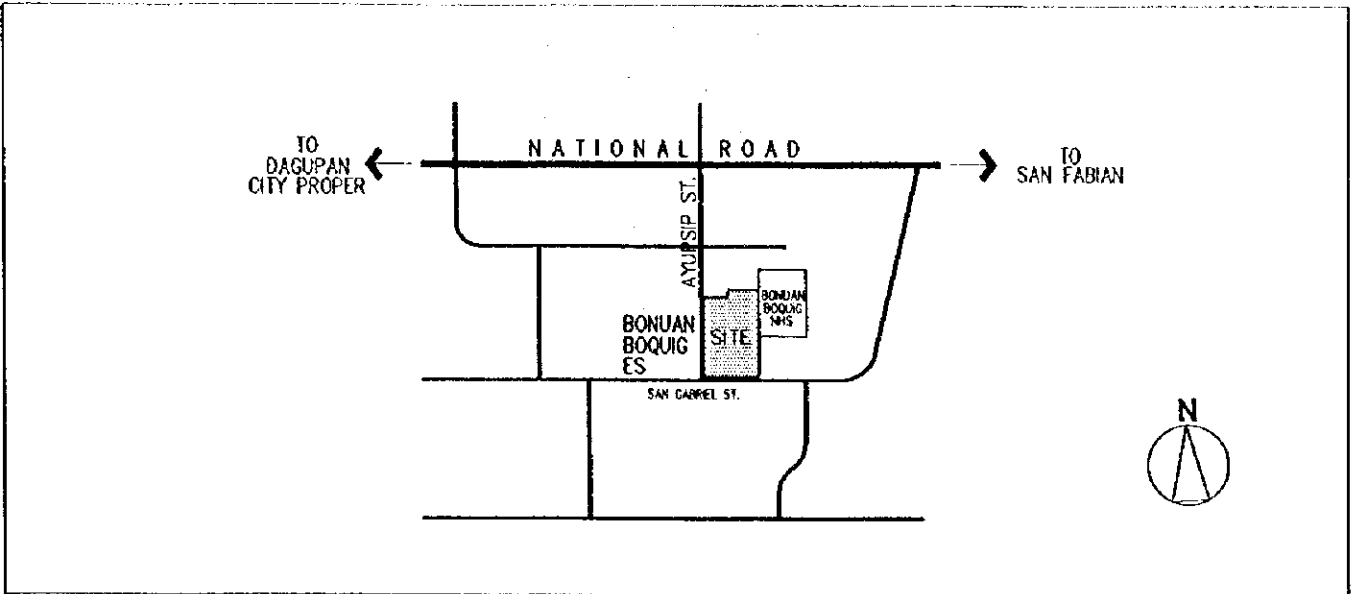 TO
DAGUPAN
CITY PROPER
NATIONAL ROAD
TO
SAN FABIAN
AYUPSIP ST.
BONUAN
BOQUIG
ES
SITE
BONUAN
BOQUIG
NHS
SAN GABRIEL ST.
N